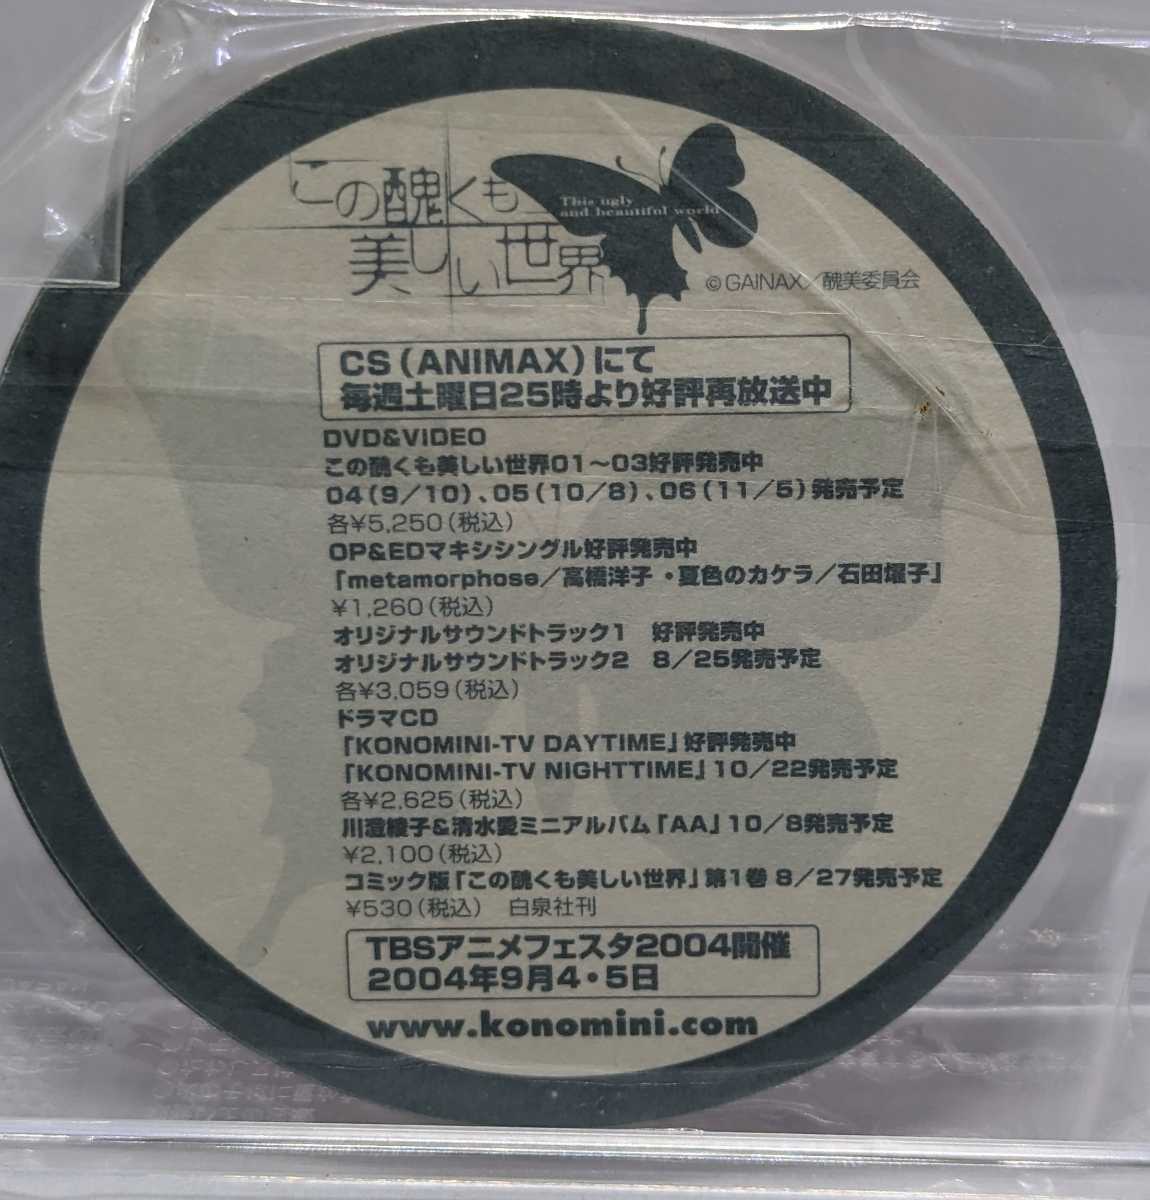 この醜くも
美しい世界
This ugly
and beautiful world
©GAINAX／醜美委員会
CS（ANIMAX）にて
毎週土曜日25時より好評再放送中
DVD&VIDEO
この醜くも美しい世界01～03好評発売中
04（9/10）、05（10/8）、06（11/5）発売予定
各¥5,250（税込）
OP&EDマキシシングル好評発売中
「metamorphose／高橋洋子・夏色のカケラ／石田燿子」
¥1,260（税込）
オリジナルサウンドトラック1　好評発売中
オリジナルサウンドトラック2　8／25発売予定
各¥3,059（税込）
ドラマCD
「KONOMINI-TV DAYTIME」好評発売中
「KONOMINI-TV NIGHTTIME」10／22発売予定
各¥2,625（税込）
川澄綾子&清水愛ミニアルバム「AA」10／8発売予定
¥2,100（税込）
コミック版「この醜くも美しい世界」第1巻 8／27発売予定
¥530（税込）　白泉社刊
TBSアニメフェスタ2004開催
2004年9月4・5日
www.konomini.com